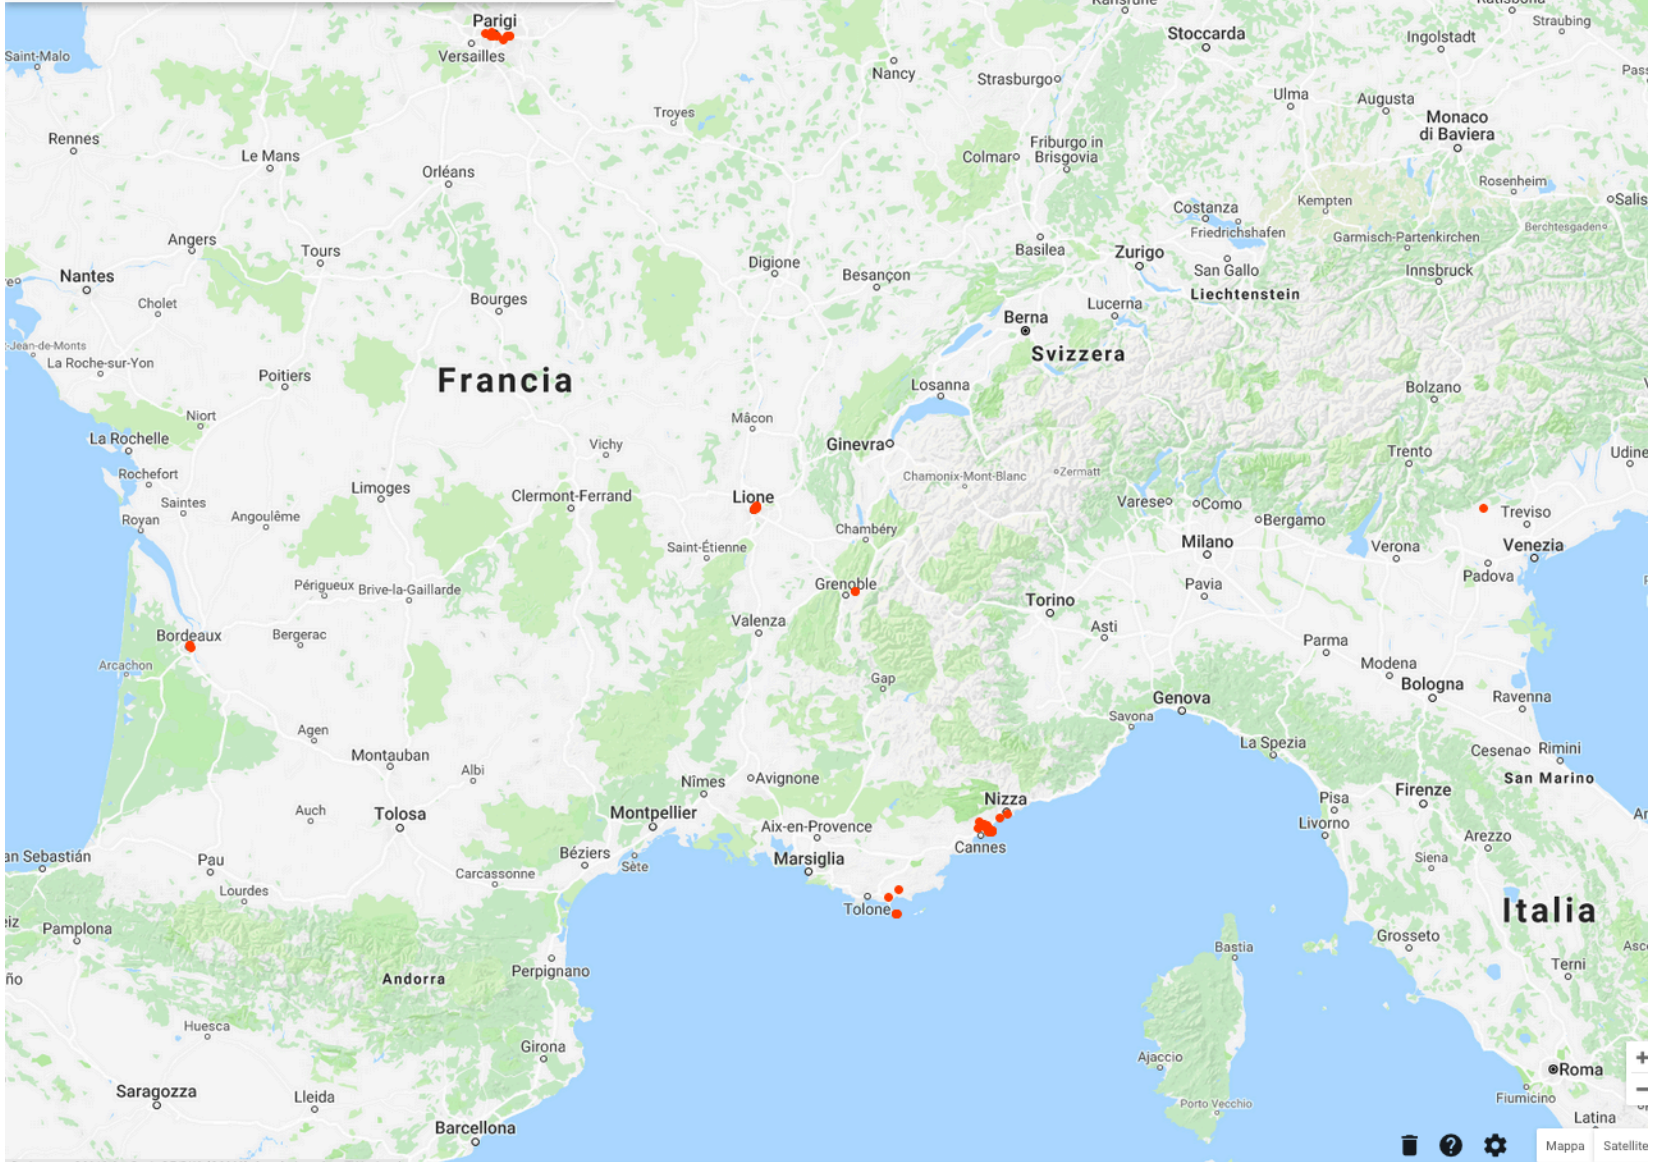 Parigi
Versailles
Saint-Malo
Nancy
Strasburgo
Stoccarda
Straubing
Ingolstadt
Ulma
Augusta
Monaco
di Baviera
Troyes
Rennes
Le Mans
Orléans
Colmar
Friburgo in
Brisgovia
Rosenheim
Kempten
Salis
Costanza
Friedrichshafen
Garmisch-Partenkirchen
Berchtesgaden
Angers
Tours
Basilea
Zurigo
San Gallo
Innsbruck
Nantes
Digione
Besançon
Liechtenstein
Cholet
Bourges
Lucerna
Berna
Svizzera
-Jean-de-Monts
La Roche-sur-Yon
Poitiers
Francia
Losanna
Bolzano
Niort
Mâcon
La Rochelle
Vichy
Ginevra
Trento
Udine
Rochefort
Chamonix-Mont-Blanc
Zermatt
Limoges
Clermont-Ferrand
Lione
Saintes
Varese
Como
Royan
Angoulême
Bergamo
Treviso
Chambéry
Saint-Étienne
Milano
Verona
Venezia
Padova
Périgueux
Brive-la-Gaillarde
Grenoble
Pavia
Torino
Valenza
Asti
Bordeaux
Bergerac
Parma
Arcachon
Modena
Bologna
Gap
Genova
Ravenna
Savona
Agen
La Spezia
Cesena
Rimini
Montauban
Albi
Nîmes
Avignone
San Marino
Firenze
Nizza
Pisa
Auch
Tolosa
Montpellier
Aix-en-Provence
Livorno
Arezzo
Cannes
an Sebastián
Pau
Béziers
Sète
Marsiglia
Siena
Carcassonne
Lourdes
Tolone
Italia
eiz
Pamplona
Grosseto
Bastia
Terni
ño
Andorra
Perpignano
Huesca
Girona
Ajaccio
Roma
Saragozza
Lleida
Porto Vecchio
Fiumicino
Latina
Barcellona
Mappa
Satellite